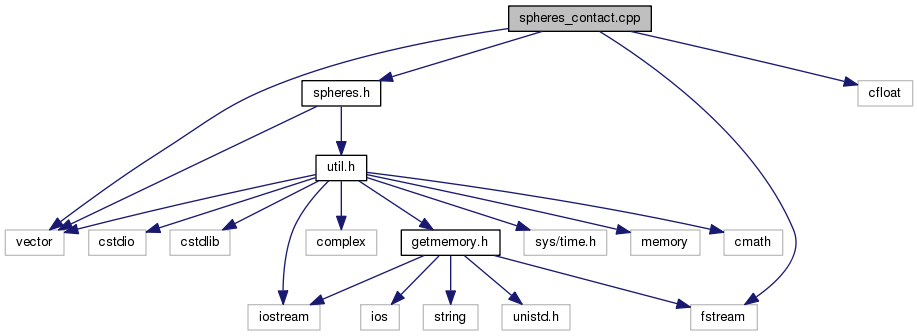 spheres_contact.cpp
spheres.h
cfloat
util.h
vector
cstdio
cstdlib
complex
getmemory.h
sys/time.h
memory
cmath
iostream
ios
string
unistd.h
fstream